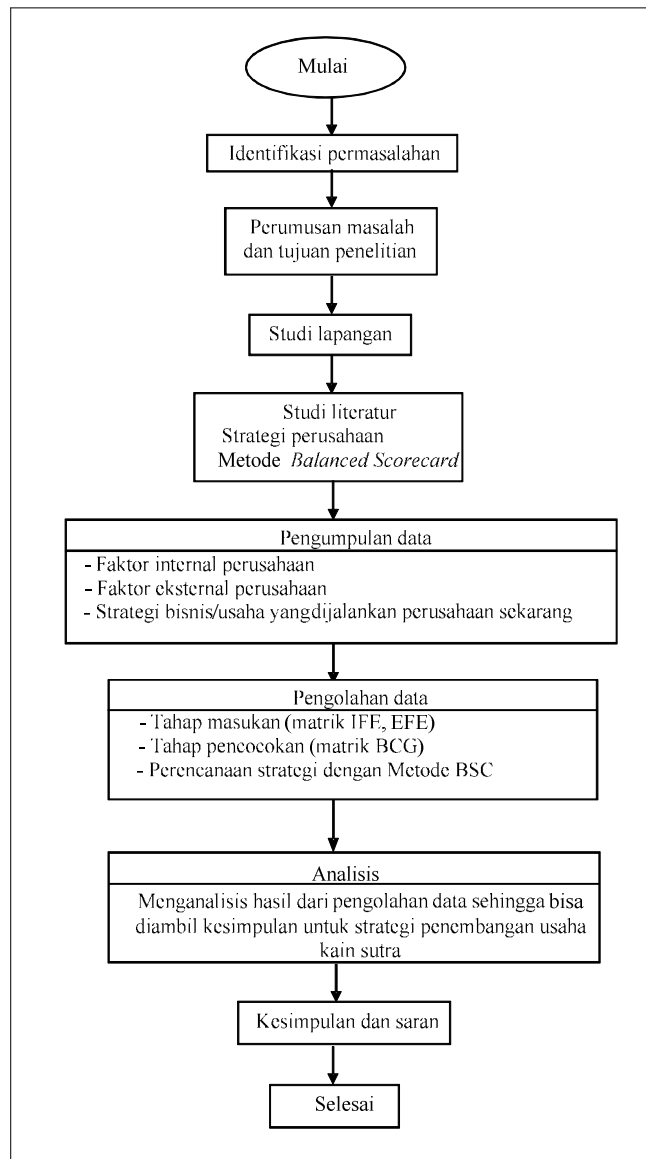 Mulai
Identifikasi permasalahan
Perumusan masalah
dan tujuan penelitian
Studi lapangan
Studi literatur
Strategi perusahaan
Metode Balanced Scorecard
Pengumpulan data
- Faktor internal perusahaan
- Faktor eksternal perusahaan
- Strategi bisnis/usaha yangdijalankan perusahaan sekarang
Pengolahan data
- Tahap masukan (matrik IFE, EFE)
- Tahap pencocokan (matrik BCG)
- Perencanaan strategi dengan Metode BSC
Analisis
Menganalisis hasil dari pengolahan data sehingga bisa
diambil kesimpulan untuk strategi penembangan usaha
kain sutra
Kesimpulan dan saran
Selesai